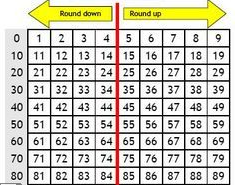 Round down Round up
0 1 2 3 4 5 6 7 8 9
10 11 12 13 14 15 16 17 18 19
20 21 22 23 24 25 26 27 28 29
30 31 32 33 34 35 36 37 38 39
40 41 42 43 44 45 46 47 48 49
50 51 52 53 54 55 56 57 58 59
60 61 62 63 64 65 66 67 68 69
70 71 72 73 74 75 76 77 78 79
80 81 82 83 84 85 86 87 88 89